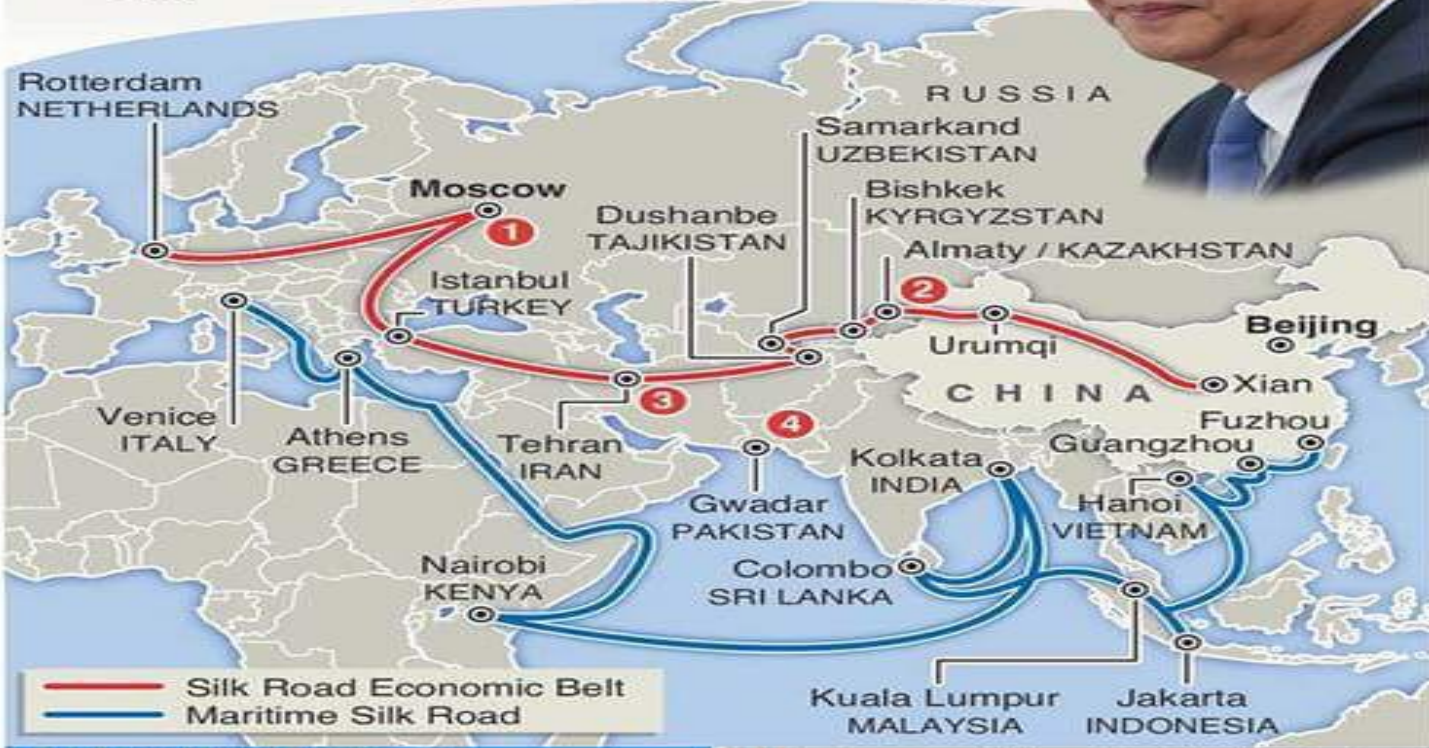 Rotterdam
NETHERLANDS
RUSSIA
Samarkand
UZBEKISTAN
Moscow
1
Bishkek
KYRGYZSTAN
Dushanbe
TAJIKISTAN
Almaty / KAZAKHSTAN
Istanbul
TURKEY
2
Beijing
Urumqi
CHINA
Xian
3
4
Venice
ITALY
Athens
GREECE
Tehran
IRAN
Fuzhou
Guangzhou
Kolkata
INDIA
Gwadar
PAKISTAN
Hanoi
VIETNAM
Nairobi
KENYA
Colombo
SRI LANKA
Silk Road Economic Belt
Maritime Silk Road
Kuala Lumpur
MALAYSIA
Jakarta
INDONESIA